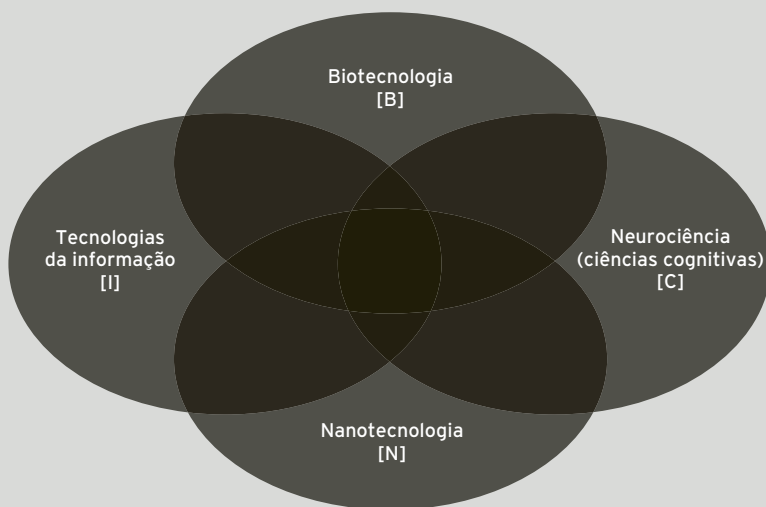 Biotecnologia
[B]
Tecnologias
da informação
[I]
Neurociência
(ciências cognitivas)
[C]
Nanotecnologia
[N]